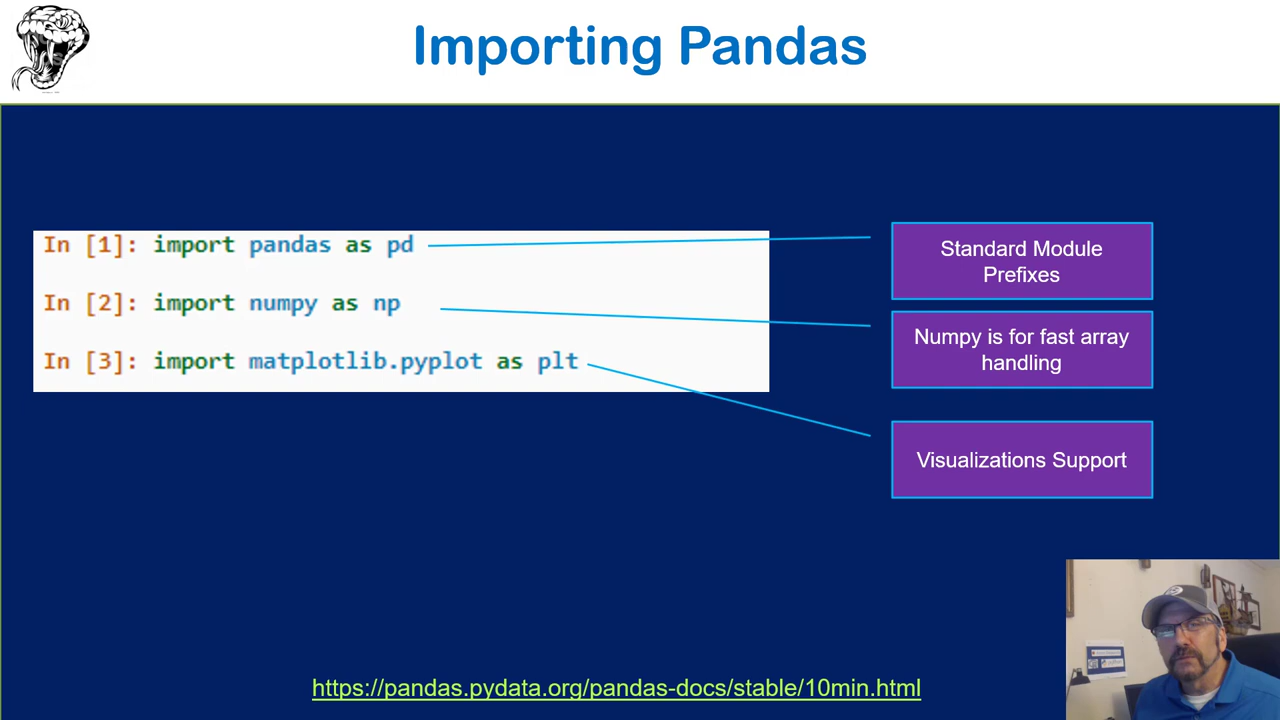 Importing Pandas
In [1]: import pandas as pd
In [2]: import numpy as np
In [3]: import matplotlib.pyplot as plt
Standard Module
Prefixes
Numpy is for fast array
handling
Visualizations Support
https://pandas.pydata.org/pandas-docs/stable/10min.html